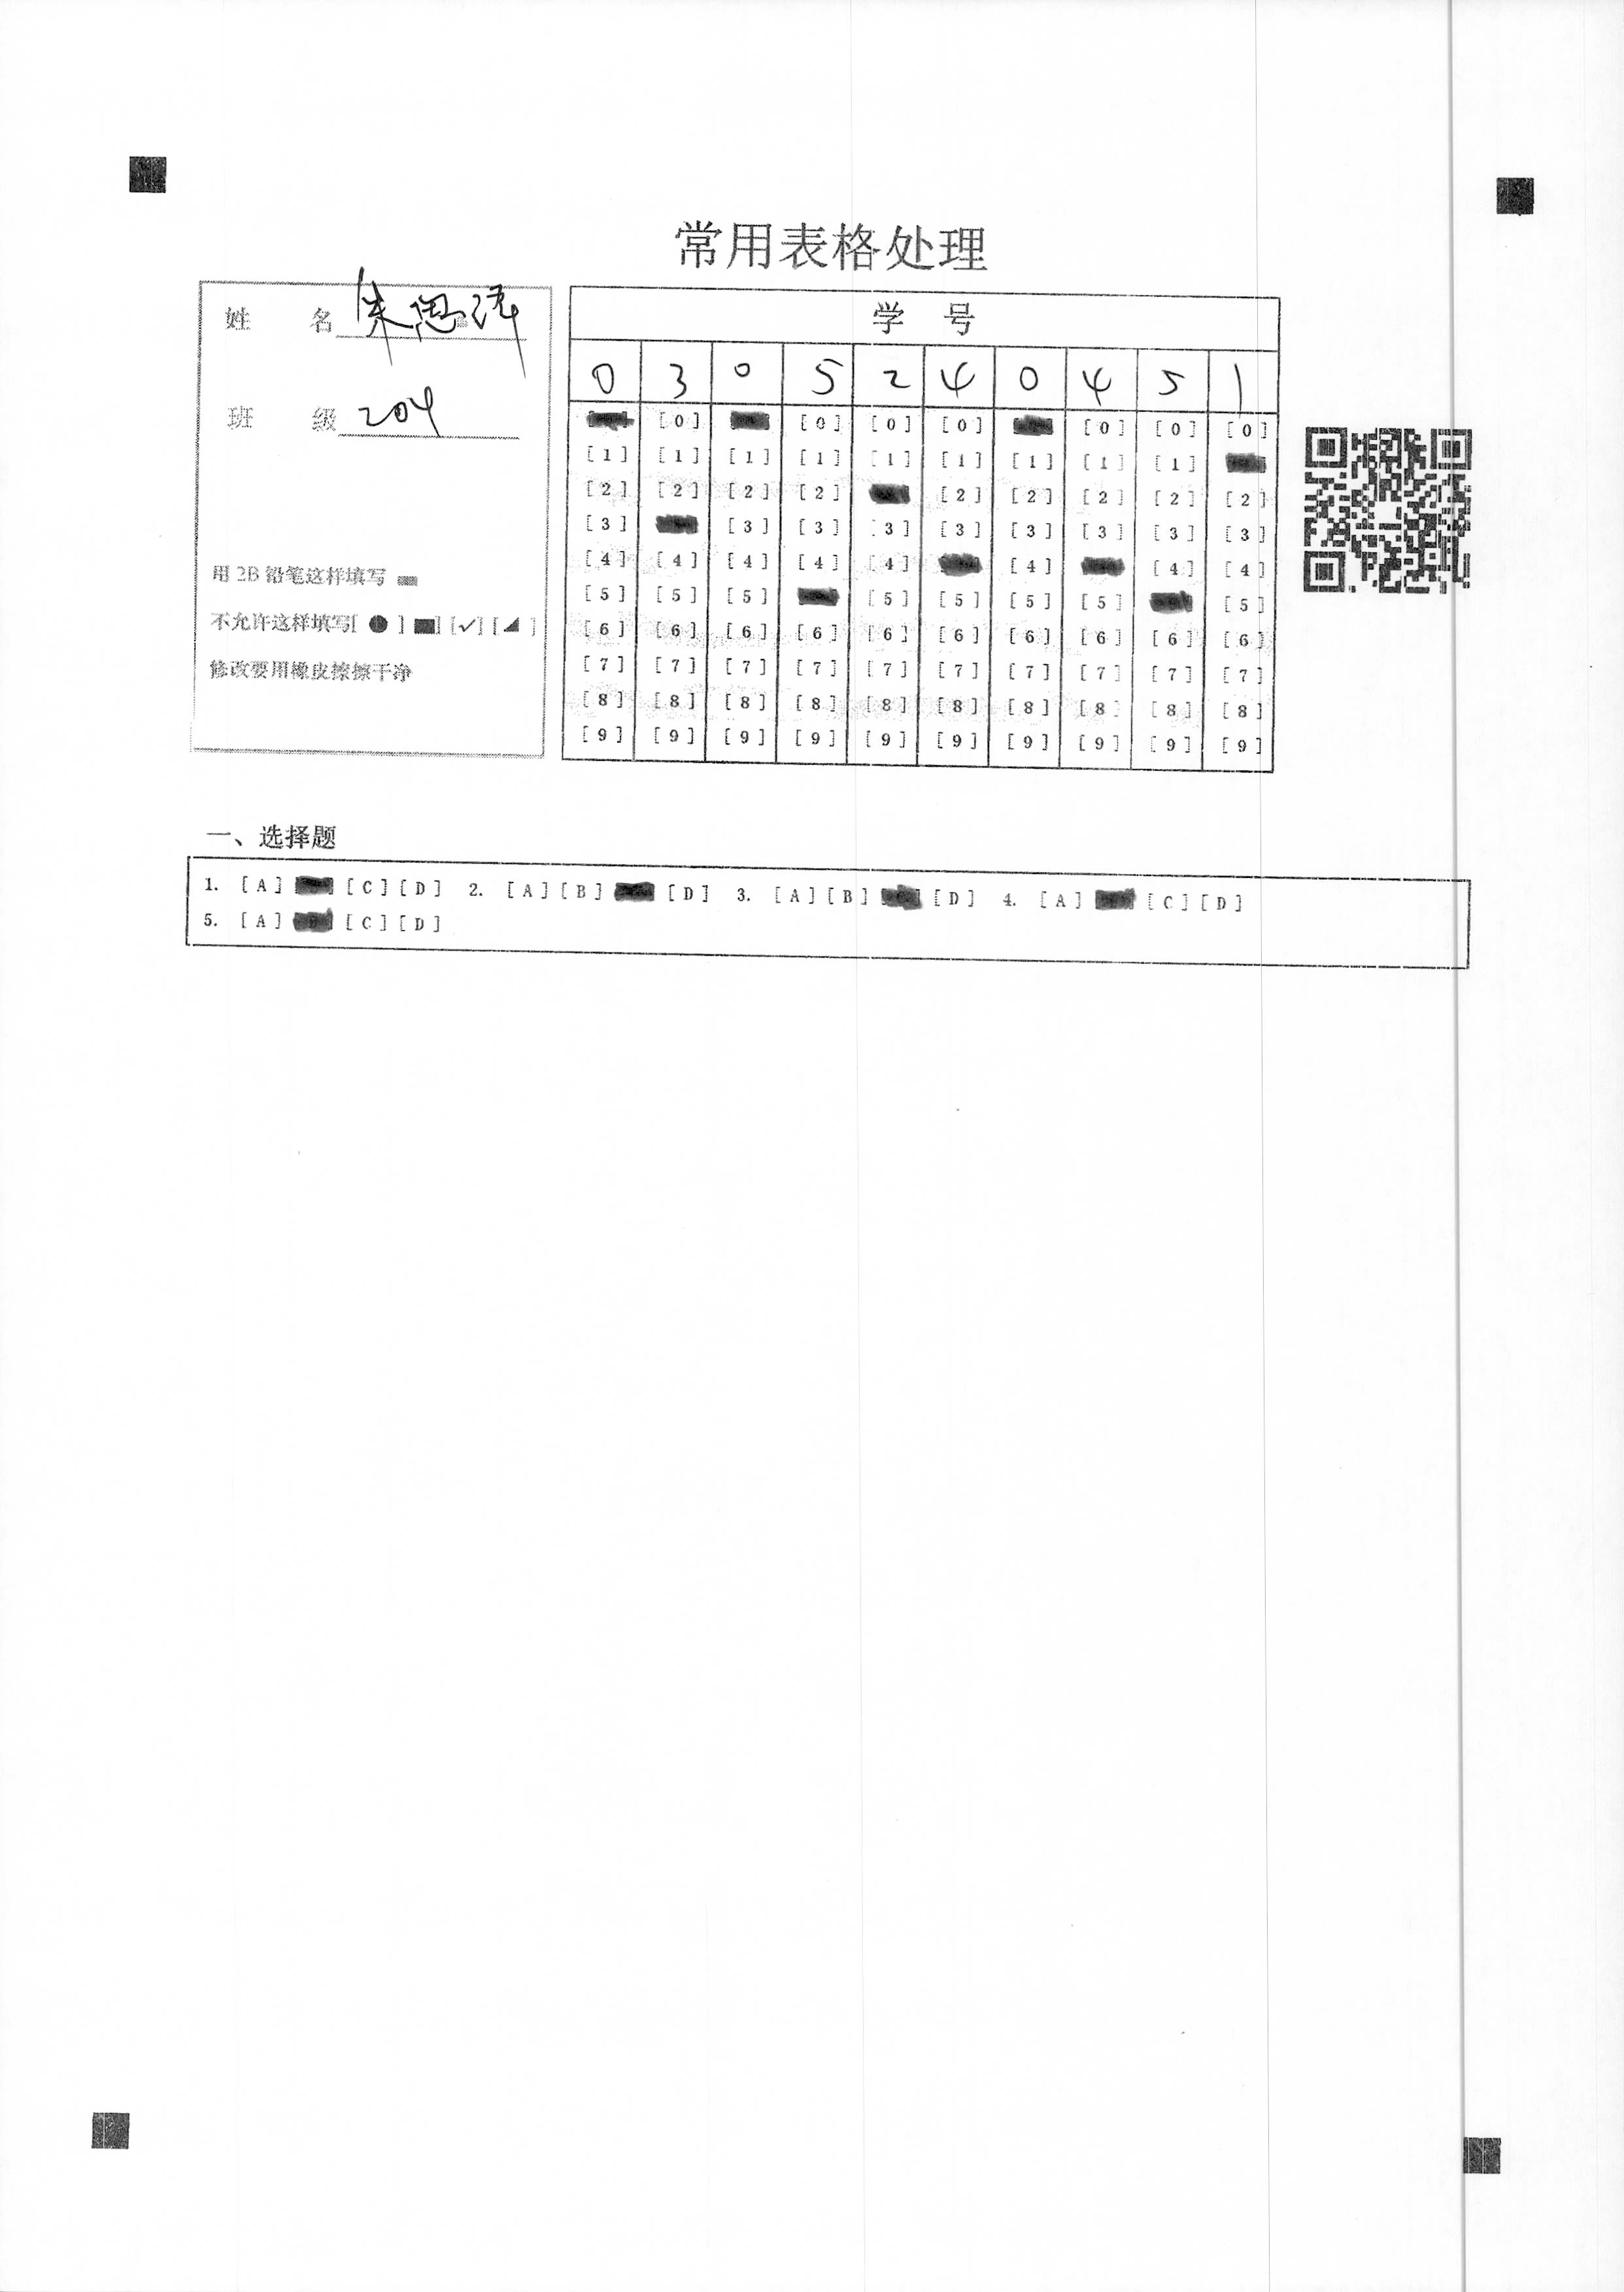 常用表格处理
姓 名 朱思泽
班 级 204
用 2B 铅笔这样填写
不允许这样填写[ ● ] ■] [✓] [◢ ]
修改要用橡皮擦擦干净
学 号
0 3 0 5 2 4 0 4 5 1
[0] [0] [0] [0] [0] [0]
[1] [1] [1] [1] [1] [1] [1] [1] [1]
[2] [2] [2] [2] [2] [2] [2] [2] [2]
[3] [3] [3] [3] [3] [3] [3] [3] [3]
[4] [4] [4] [4] [4] [4] [4] [4]
[5] [5] [5] [5] [5] [5] [5] [5]
[6] [6] [6] [6] [6] [6] [6] [6] [6] [6]
[7] [7] [7] [7] [7] [7] [7] [7] [7] [7]
[8] [8] [8] [8] [8] [8] [8] [8] [8] [8]
[9] [9] [9] [9] [9] [9] [9] [9] [9] [9]
一、选择题
1. [A] [C] [D] 2. [A] [B] [D] 3. [A] [B] [D] 4. [A] [C] [D]
5. [A] [C] [D]